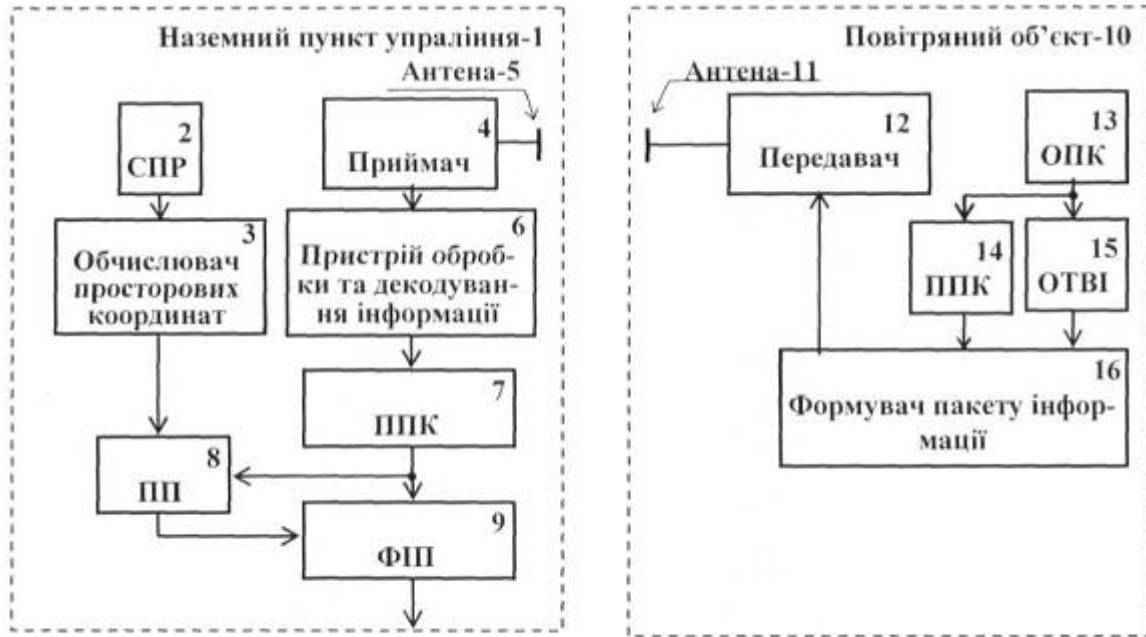 Наземний пункт упраління-1
Антена-5
2
СПР
4
Приймач
3
Обчислювач
просторових
координат
6
Пристрій оброб-
ки та декодуван-
ня інформації
7
ППК
8
ПП
9
ФІП
Повітряний об’єкт-10
Антена-11
12
Передавач
13
ОПК
14
ППК
15
ОТВІ
16
Формувач пакету інфор-
мації